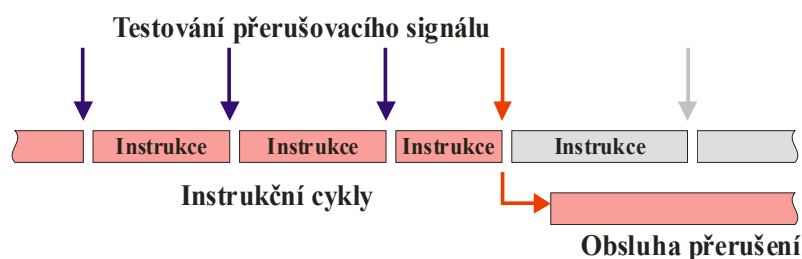 Testování přerušovacího signálu
Instrukce Instrukce Instrukce Instrukce
Instrukční cykly
Obsluha přerušení